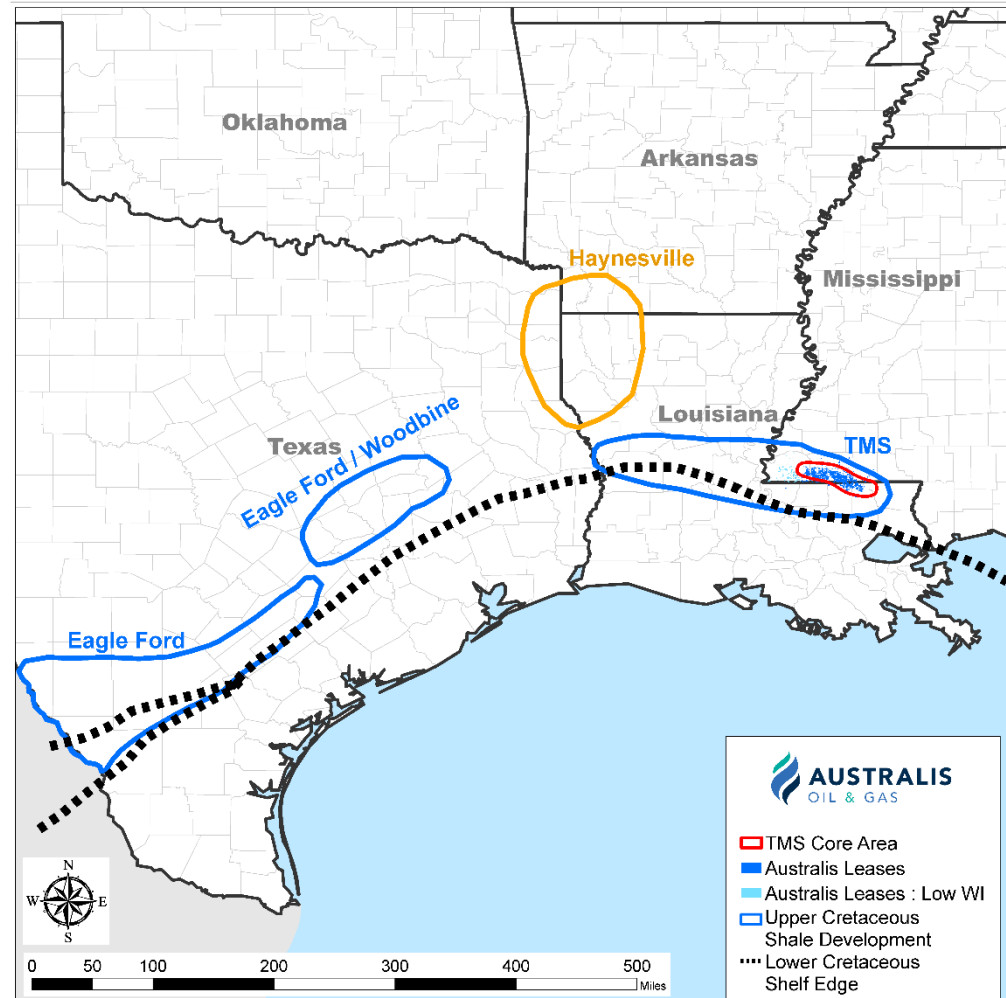 Oklahoma
Arkansas
Haynesville
Mississippi
Louisiana
TMS
Texas
Eagle Ford / Woodbine
Eagle Ford
AUSTRALIS
OIL & GAS
TMS Core Area
Australis Leases
Australis Leases : Low WI
Upper Cretaceous
Shale Development
Lower Cretaceous
Shelf Edge
N
W E
S
0 50 100 200 300 400 500
Miles